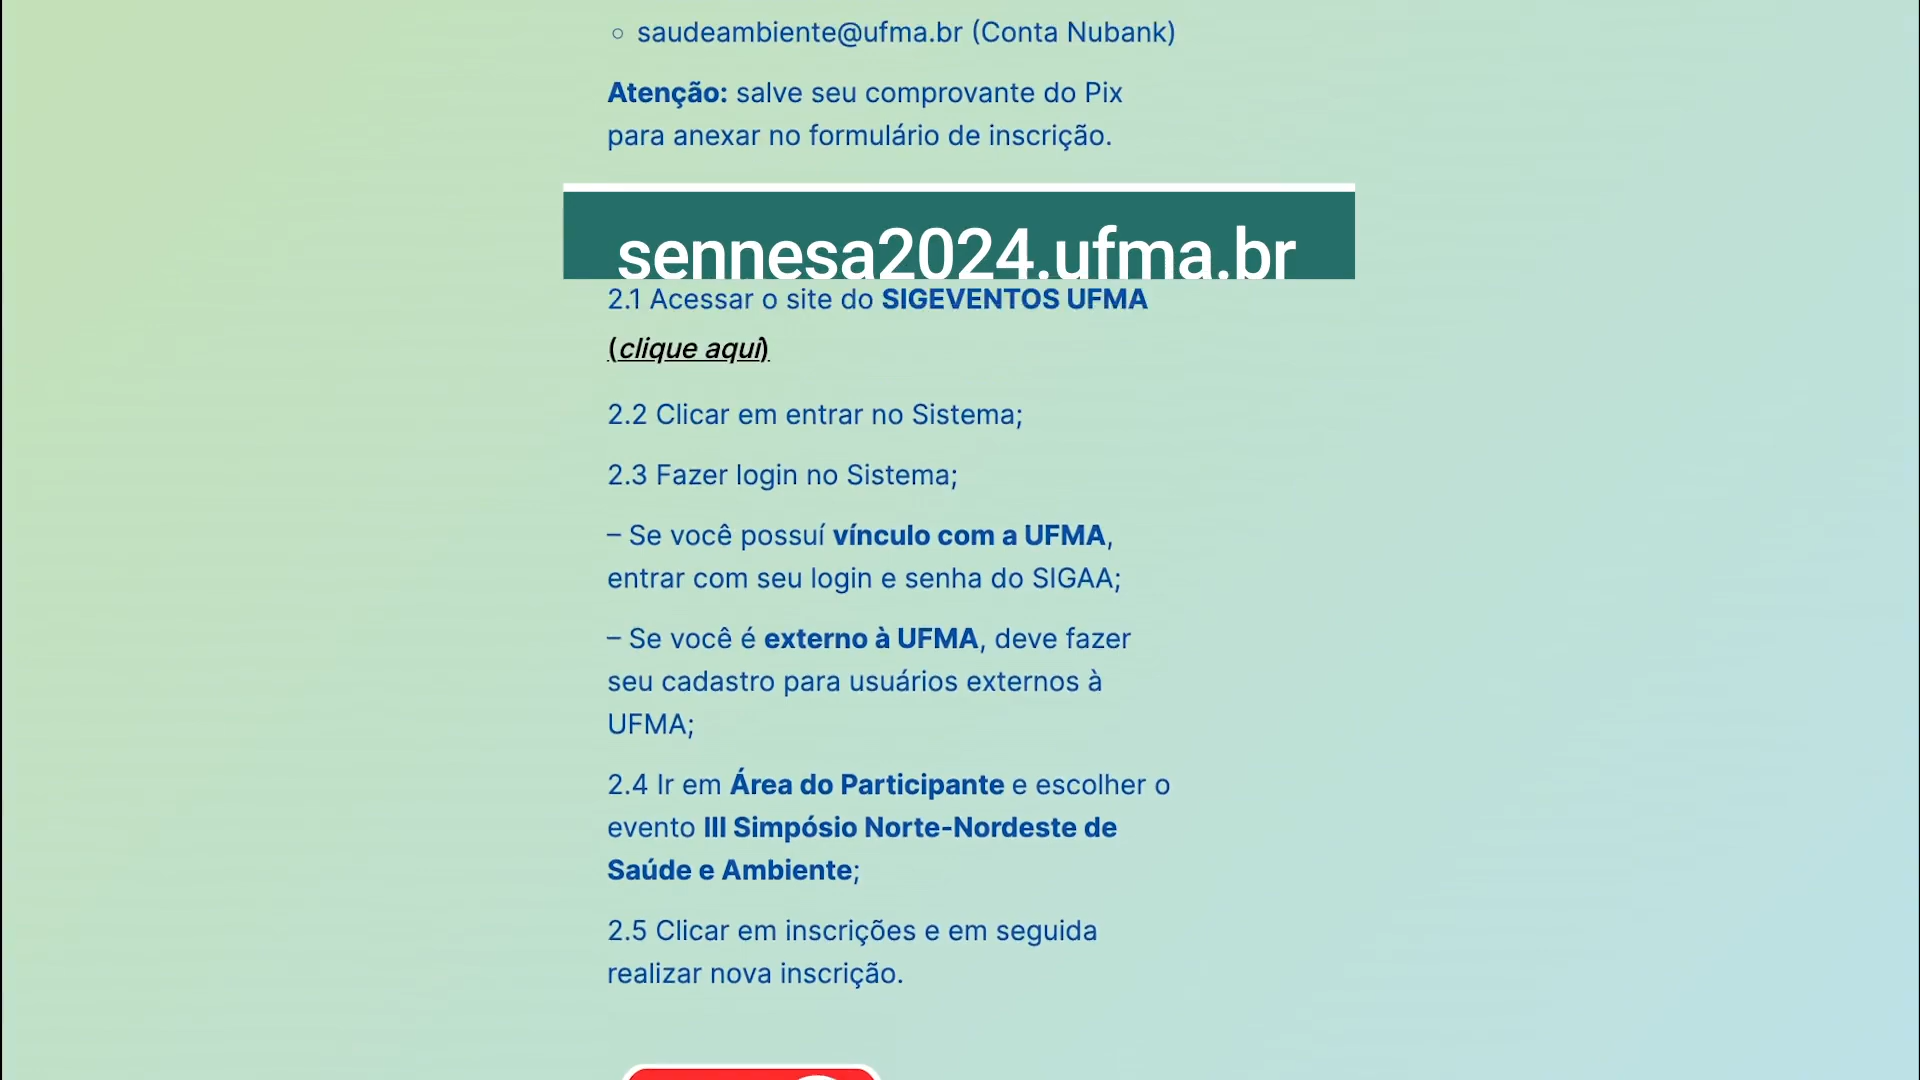 saudeambiente@ufma.br (Conta Nubank)
Atenção: salve seu comprovante do Pix
para anexar no formulário de inscrição.
sennesa2024.ufma.br
2.1 Acessar o site do SIGEVENTOS UFMA
(clique aqui)
2.2 Clicar em entrar no Sistema;
2.3 Fazer login no Sistema;
– Se você possuí vínculo com a UFMA,
entrar com seu login e senha do SIGAA;
– Se você é externo à UFMA, deve fazer
seu cadastro para usuários externos à
UFMA;
2.4 Ir em Área do Participante e escolher o
evento III Simpósio Norte-Nordeste de
Saúde e Ambiente;
2.5 Clicar em inscrições e em seguida
realizar nova inscrição.